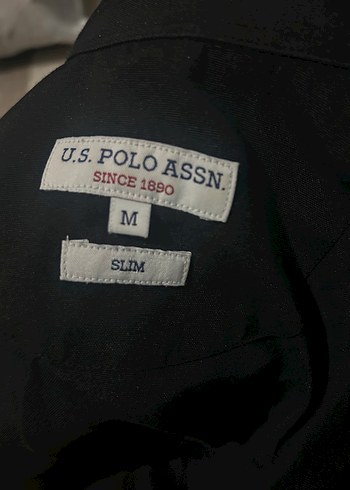 U.S. POLO ASSN.
SINCE 1890
M
SLIM